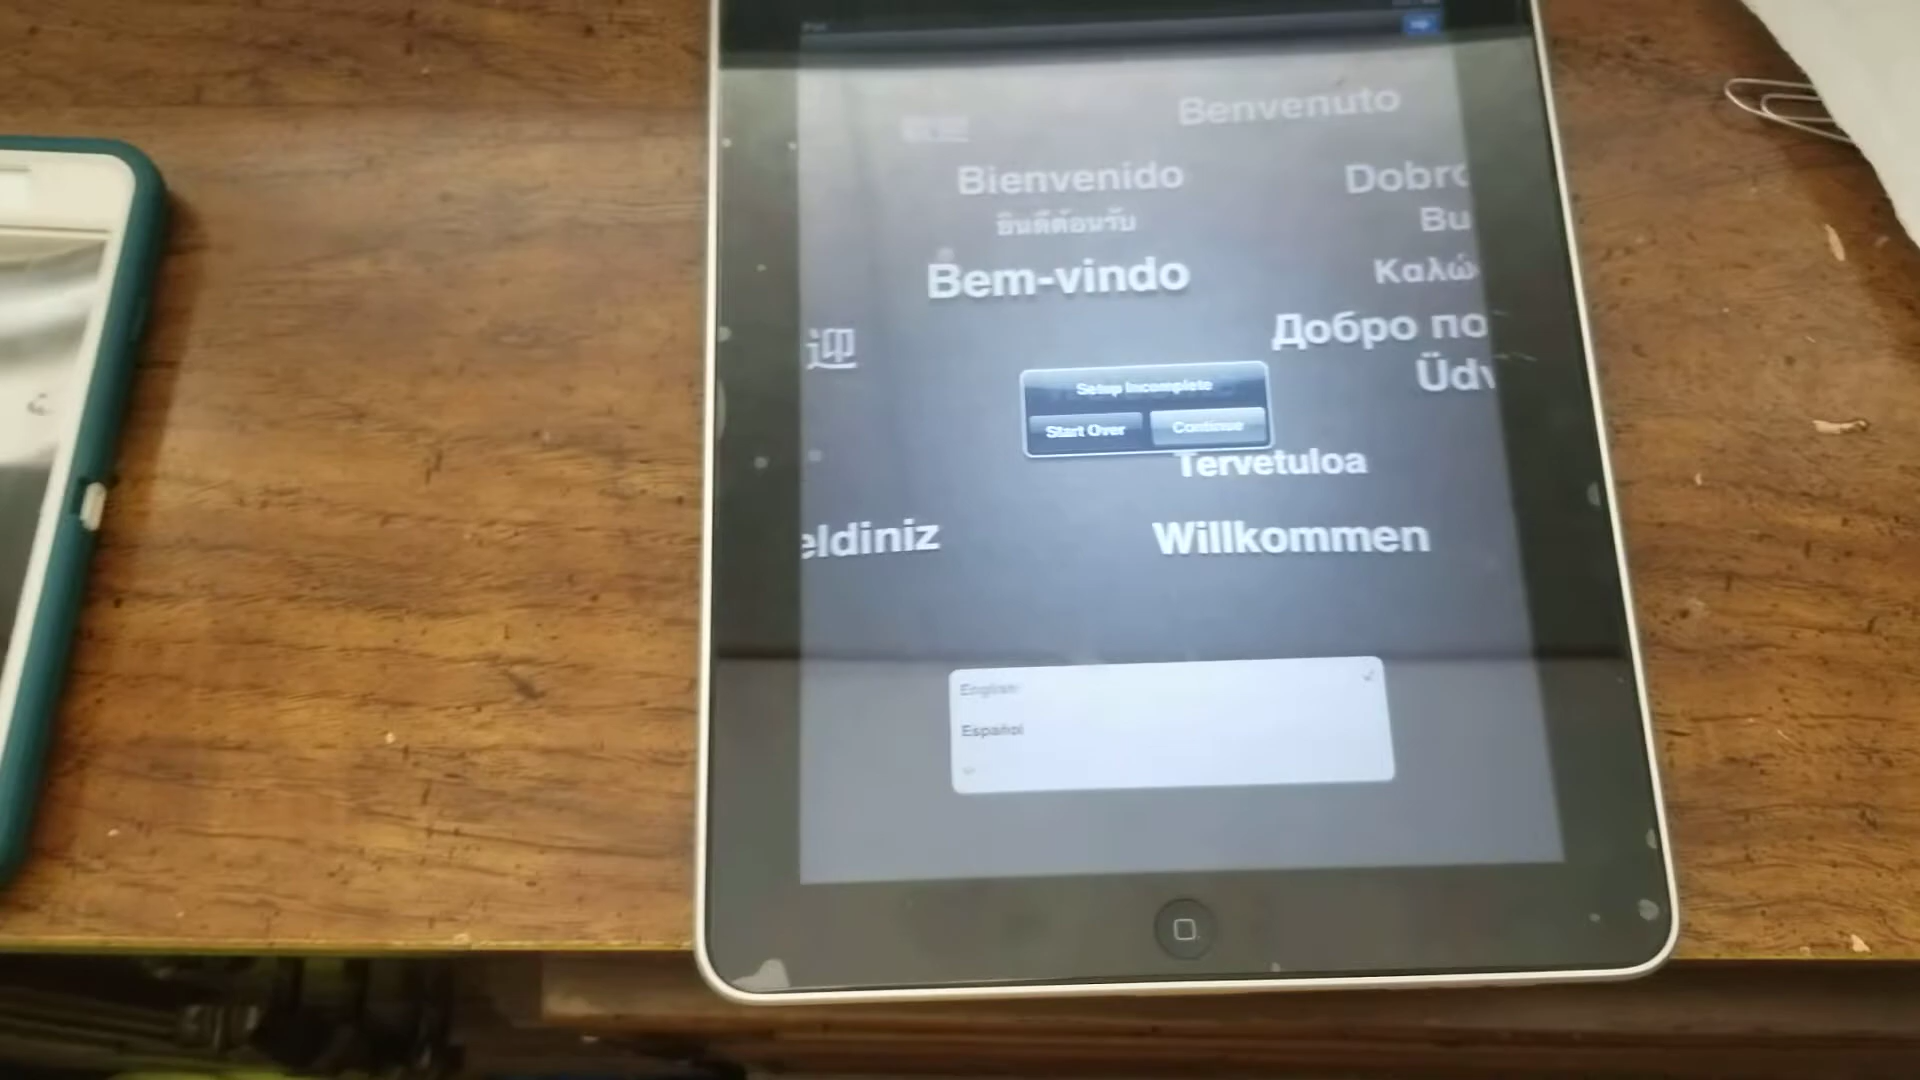 Benvenuto
Bienvenido
Dobro
ยินดีต้อนรับ
Bu
Bem-vindo
Καλώ
迎
Добро по
Üdv
Setup Incomplete
Start Over
Continue
Tervetuloa
eldiniz
Willkommen
English
Español